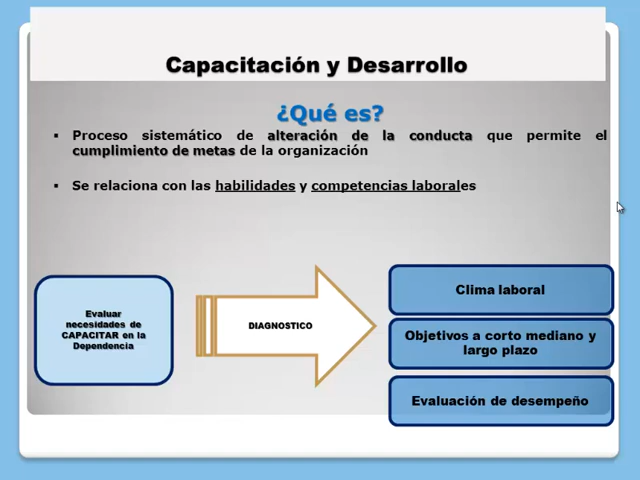 Capacitación y Desarrollo
¿Qué es?
▪ Proceso sistemático de alteración de la conducta que permite el
cumplimiento de metas de la organización
▪ Se relaciona con las habilidades y competencias laborales
Evaluar
necesidades de
CAPACITAR en la
Dependencia
DIAGNOSTICO
Clima laboral
Objetivos a corto mediano y
largo plazo
Evaluación de desempeño